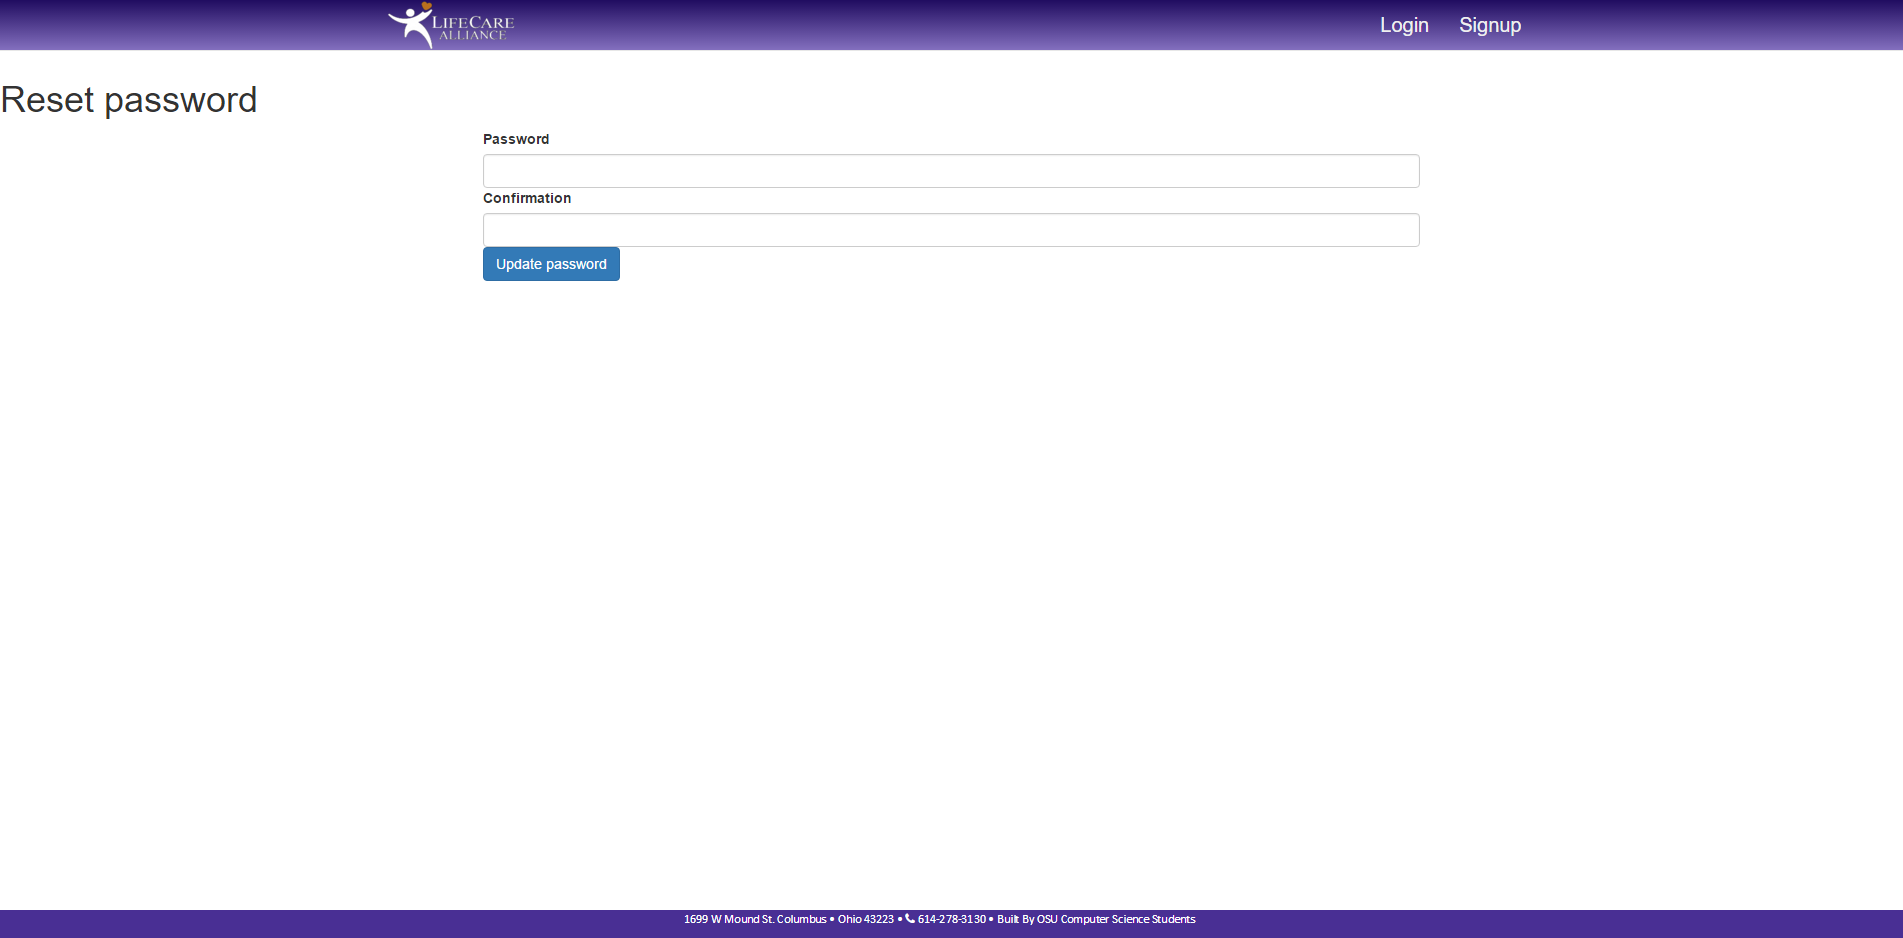 LIFECARE
ALLIANCE
Login Signup
Reset password
Password
Confirmation
Update password
1699 W Mound St. Columbus • Ohio 43223 • 614-278-3130 • Built By OSU Computer Science Students